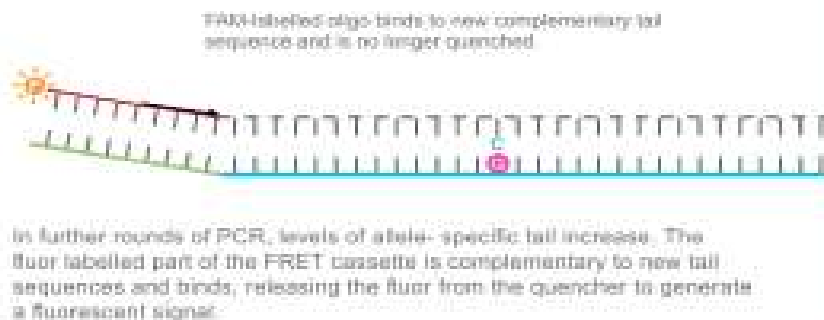 FAM-labelled oligo binds to new complementary tail
sequence and is no longer quenched
In further rounds of PCR, levels of allele- specific tail increase. The
fluor labelled part of the FRET cassette is complementary to new tail
sequences and binds, releasing the fluor from the quencher to generate
a fluorescent signal.